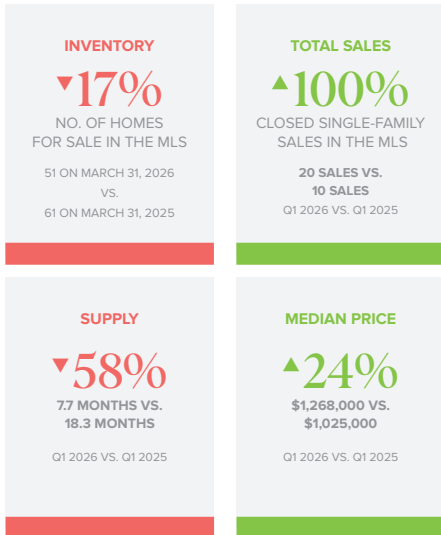 INVENTORY
▼17%
NO. OF HOMES
FOR SALE IN THE MLS
51 ON MARCH 31, 2026
VS.
61 ON MARCH 31, 2025
TOTAL SALES
▲100%
CLOSED SINGLE-FAMILY
SALES IN THE MLS
20 SALES VS.
10 SALES
Q1 2026 VS. Q1 2025
SUPPLY
▼58%
7.7 MONTHS VS.
18.3 MONTHS
Q1 2026 VS. Q1 2025
MEDIAN PRICE
▲24%
$1,268,000 VS.
$1,025,000
Q1 2026 VS. Q1 2025